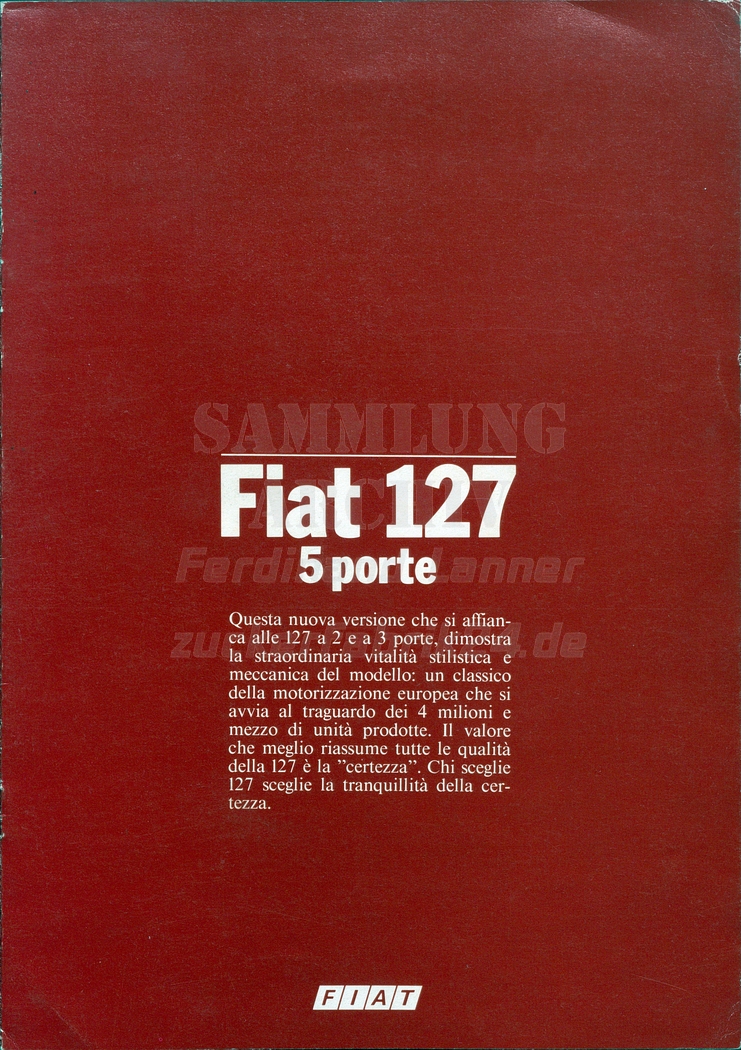 SAMMLUNG
Fiat 127
5 porte
Questa nuova versione che si affian-
ca alle 127 a 2 e a 3 porte, dimostra
la straordinaria vitalità stilistica e
meccanica del modello: un classico
della motorizzazione europea che si
avvia al traguardo dei 4 milioni e
mezzo di unità prodotte. Il valore
che meglio riassume tutte le qualità
della 127 è la ”certezza”. Chi sceglie
127 sceglie la tranquillità della cer-
tezza.
FIAT